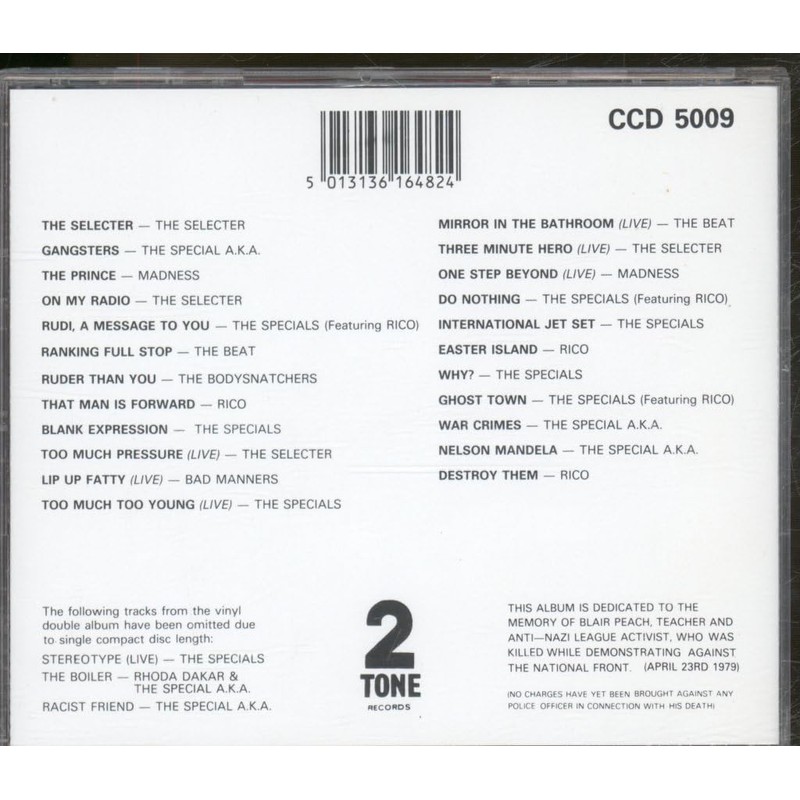 CCD 5009
5 013136 164824
THE SELECTER — THE SELECTER
GANGSTERS — THE SPECIAL A.K.A.
THE PRINCE — MADNESS
ON MY RADIO — THE SELECTER
RUDI, A MESSAGE TO YOU — THE SPECIALS (Featuring RICO)
RANKING FULL STOP — THE BEAT
RUDER THAN YOU — THE BODYSNATCHERS
THAT MAN IS FORWARD — RICO
BLANK EXPRESSION — THE SPECIALS
TOO MUCH PRESSURE (LIVE) — THE SELECTER
LIP UP FATTY (LIVE) — BAD MANNERS
TOO MUCH TOO YOUNG (LIVE) — THE SPECIALS
MIRROR IN THE BATHROOM (LIVE) — THE BEAT
THREE MINUTE HERO (LIVE) — THE SELECTER
ONE STEP BEYOND (LIVE) — MADNESS
DO NOTHING — THE SPECIALS (Featuring RICO)
INTERNATIONAL JET SET — THE SPECIALS
EASTER ISLAND — RICO
WHY? — THE SPECIALS
GHOST TOWN — THE SPECIALS (Featuring RICO)
WAR CRIMES — THE SPECIAL A.K.A.
NELSON MANDELA — THE SPECIAL A.K.A.
DESTROY THEM — RICO
The following tracks from the vinyl
double album have been omitted due
to single compact disc length:
STEREOTYPE (LIVE) — THE SPECIALS
THE BOILER — RHODA DAKAR &
THE SPECIAL A.K.A.
RACIST FRIEND — THE SPECIAL A.K.A.
2
TONE
RECORDS
THIS ALBUM IS DEDICATED TO THE
MEMORY OF BLAIR PEACH, TEACHER AND
ANTI—NAZI LEAGUE ACTIVIST, WHO WAS
KILLED WHILE DEMONSTRATING AGAINST
THE NATIONAL FRONT. (APRIL 23RD 1979)
(NO CHARGES HAVE YET BEEN BROUGHT AGAINST ANY
POLICE OFFICER IN CONNECTION WITH HIS DEATH)